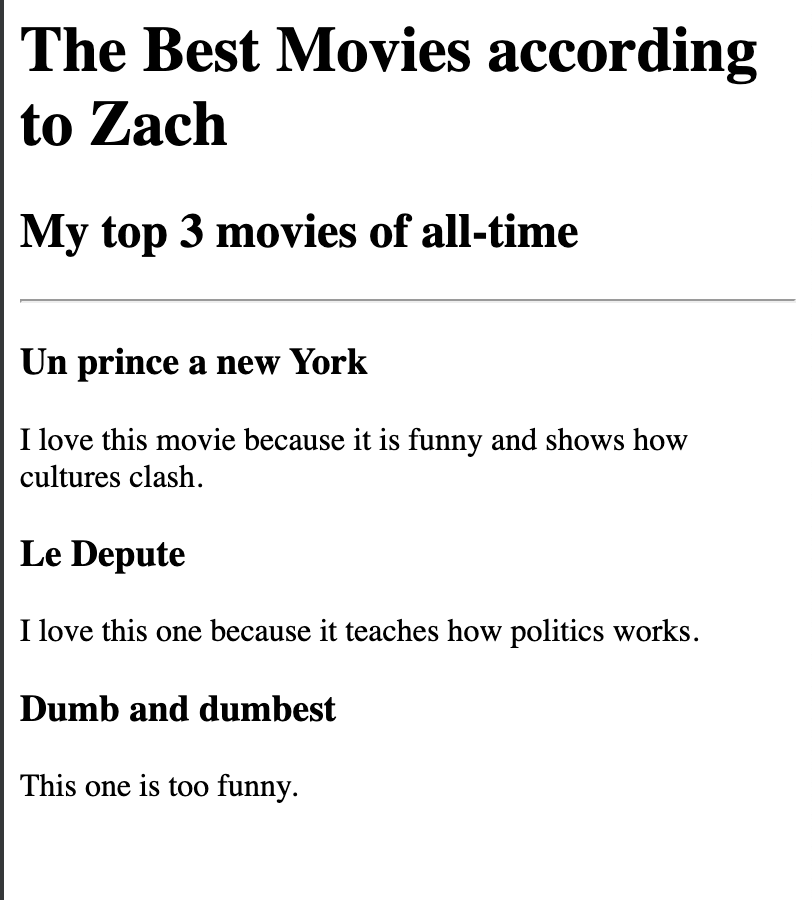 The Best Movies according
to Zach
My top 3 movies of all-time
Un prince a new York
I love this movie because it is funny and shows how
cultures clash.
Le Depute
I love this one because it teaches how politics works.
Dumb and dumbest
This one is too funny.